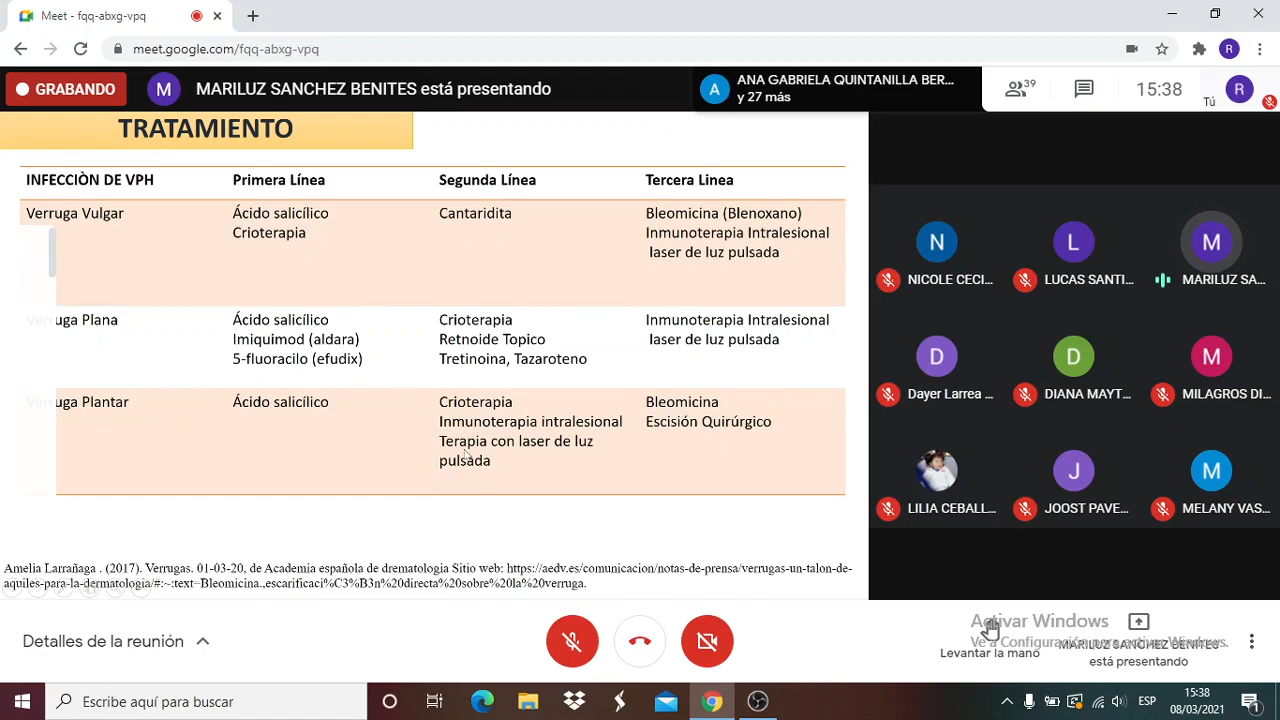 Meet - fqq-abxg-vpq
meet.google.com/fqq-abxg-vpq
R
GRABANDO
M
MARILUZ SANCHEZ BENITES está presentando
A
ANA GABRIELA QUINTANILLA BER...
y 27 más
39
15:38
Tú
R
TRATAMIENTO
INFECCIÒN DE VPH Primera Línea Segunda Línea Tercera Linea
Verruga Vulgar Ácido salicílico Cantaridita Bleomicina (Blenoxano)
Crioterapia Inmunoterapia Intralesional
laser de luz pulsada
Verruga Plana Ácido salicílico Crioterapia Inmunoterapia Intralesional
Imiquimod (aldara) Retnoide Topico laser de luz pulsada
5-fluoracilo (efudix) Tretinoina, Tazaroteno
Verruga Plantar Ácido salicílico Crioterapia Bleomicina
Inmunoterapia intralesional Escisión Quirúrgico
Terapia con laser de luz
pulsada
Amelia Larrañaga . (2017). Verrugas. 01-03-20, de Academia española de drematologia Sitio web: https://aedv.es/comunicacion/notas-de-prensa/verrugas-un-talon-de-
aquiles-para-la-dermatologia/#:~:text=Bleomicina.,escarificaci%C3%B3n%20directa%20sobre%20la%20verruga.
N L M
NICOLE CECI... LUCAS SANTI... MARILUZ SA...
D D M
Dayer Larrea ... DIANA MAYT... MILAGROS DI...
J M
LILIA CEBALL... JOOST PAVE... MELANY VAS...
Detalles de la reunión
Activar Windows
Ve a Configuración para activar Windows.
Levantar la mano
MARILUZ SANCHEZ BENITES
está presentando
Escribe aquí para buscar
ESP
15:38
08/03/2021
1